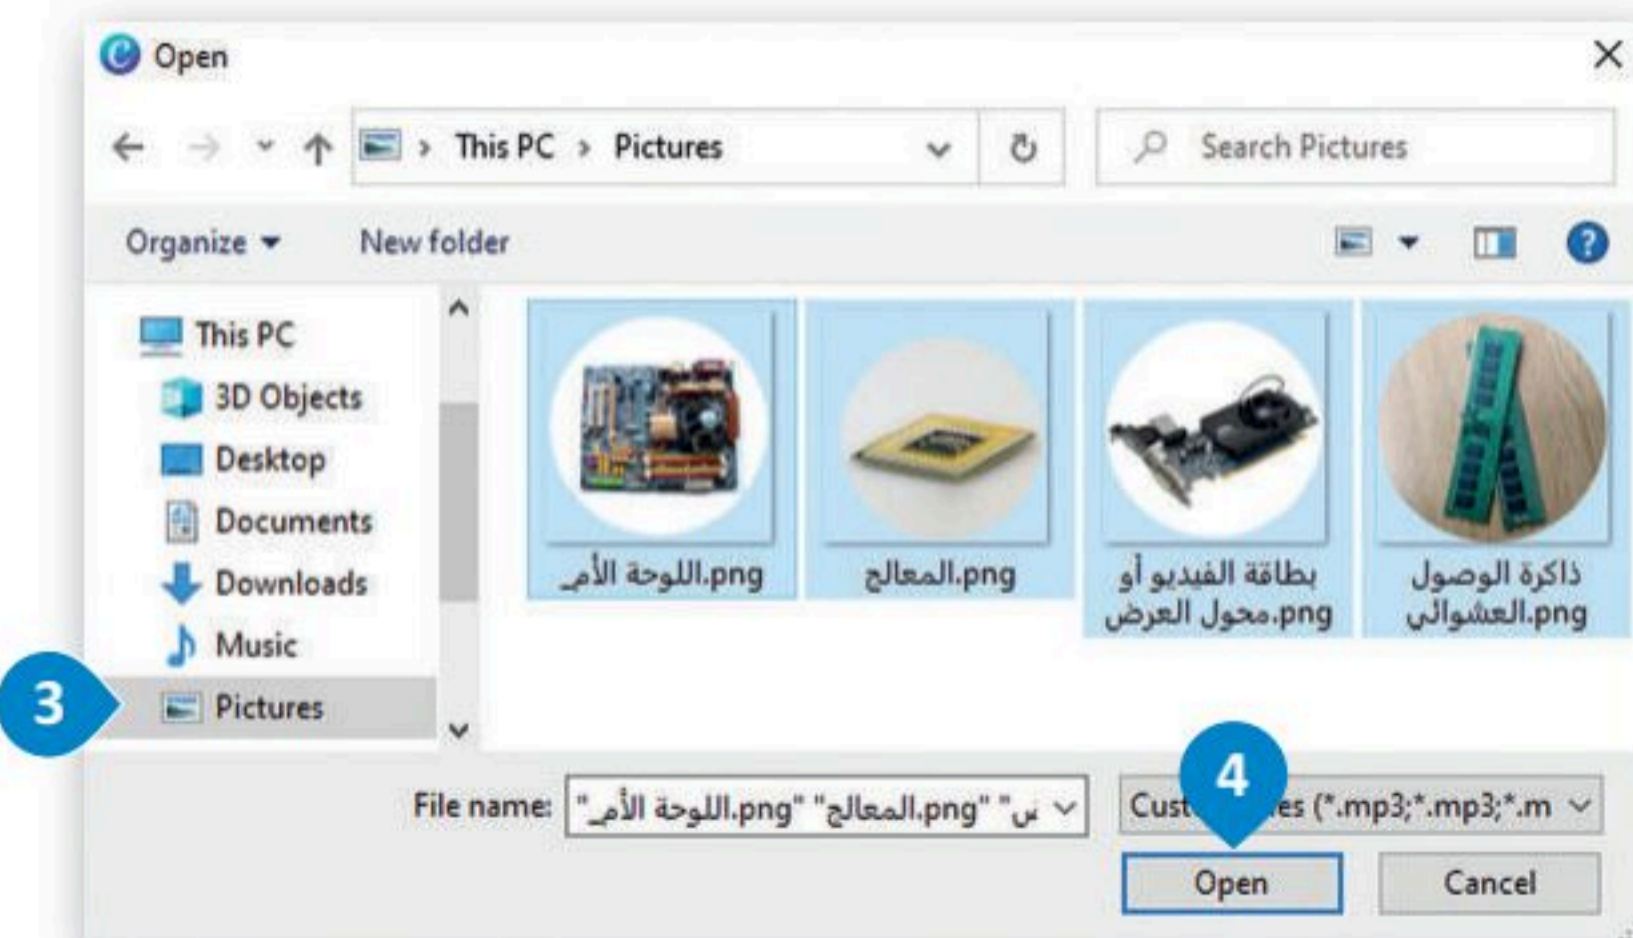 Open
This PC > Pictures
Search Pictures
Organize
New folder
This PC
3D Objects
Desktop
Documents
Downloads
Music
3
Pictures
اللوحة الأم_.png
المعالج.png
بطاقة الفيديو أو
محول العرض.png
ذاكرة الوصول
العشوائي.png
File name:
"اللوحة الأم_.png" "المعالج.png"
4
(*.mp3;*.mp3;*.m
Open
Cancel